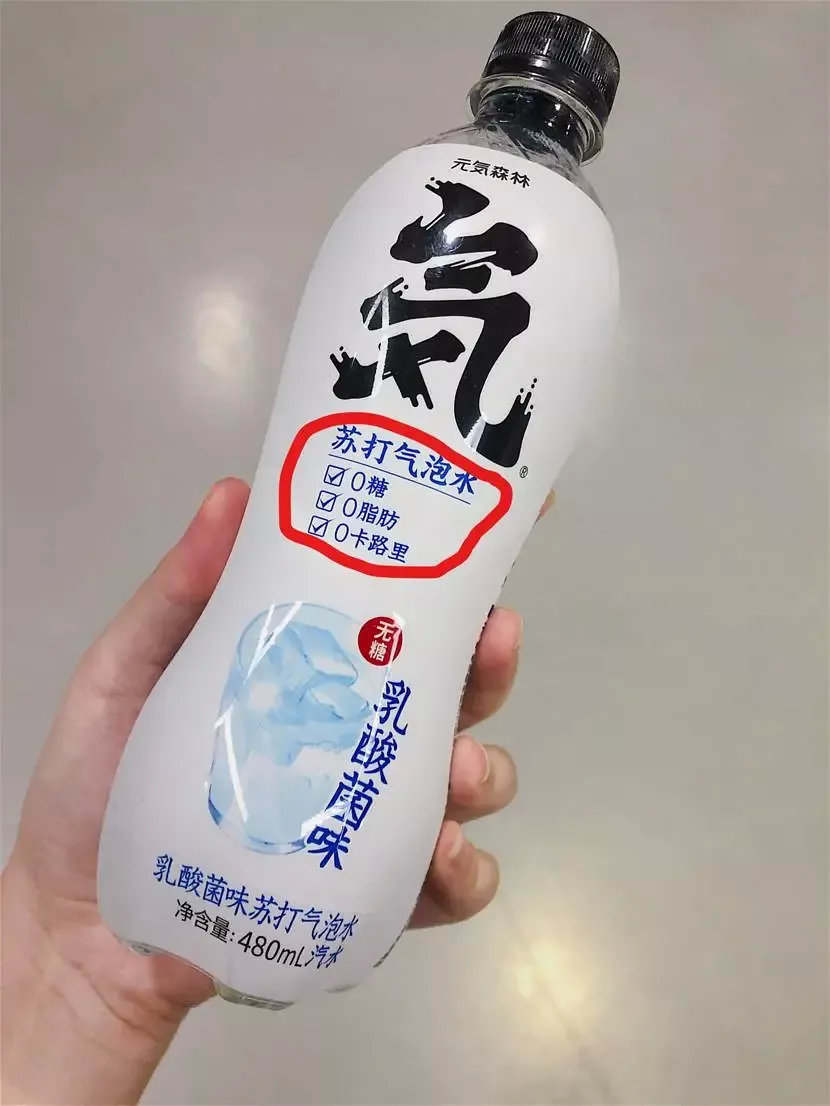 元気森林
気
®
苏打气泡水
☑0糖
☑0脂肪
☑0卡路里
无糖
乳酸菌味
乳酸菌味苏打气泡水
净含量:480mL汽水